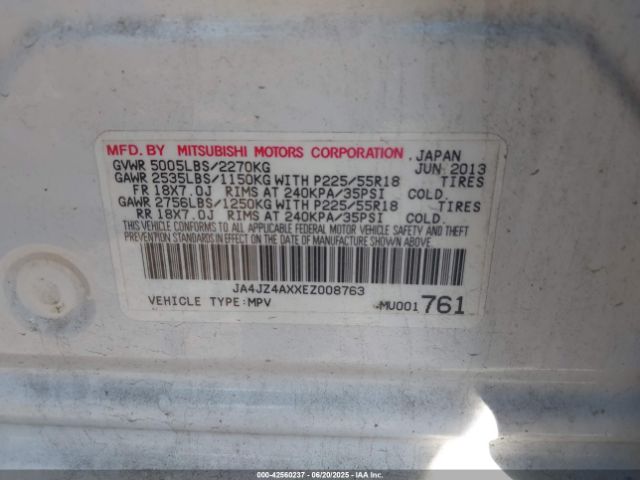 MFD. BY MITSUBISHI MOTORS CORPORATION. JAPAN
GVWR 5005LBS/2270KG JUN 2013
GAWR 2535LBS/1150KG WITH P225/55R18 TIRES
FR 18X7.0J RIMS AT 240KPA/35PSI COLD.
GAWR 2756LBS/1250KG WITH P225/55R18 TIRES
RR 18X7.0J RIMS AT 240KPA/35PSI COLD.
THIS VEHICLE CONFORMS TO ALL APPLICABLE FEDERAL MOTOR VEHICLE SAFETY AND THEFT
PREVENTION STANDARDS IN EFFECT ON THE DATE OF MANUFACTURE SHOWN ABOVE.
JA4JZ4AXXEZ008763
VEHICLE TYPE:MPV MU001761
000-42560237 - 06/20/2025 - IAAI.COM